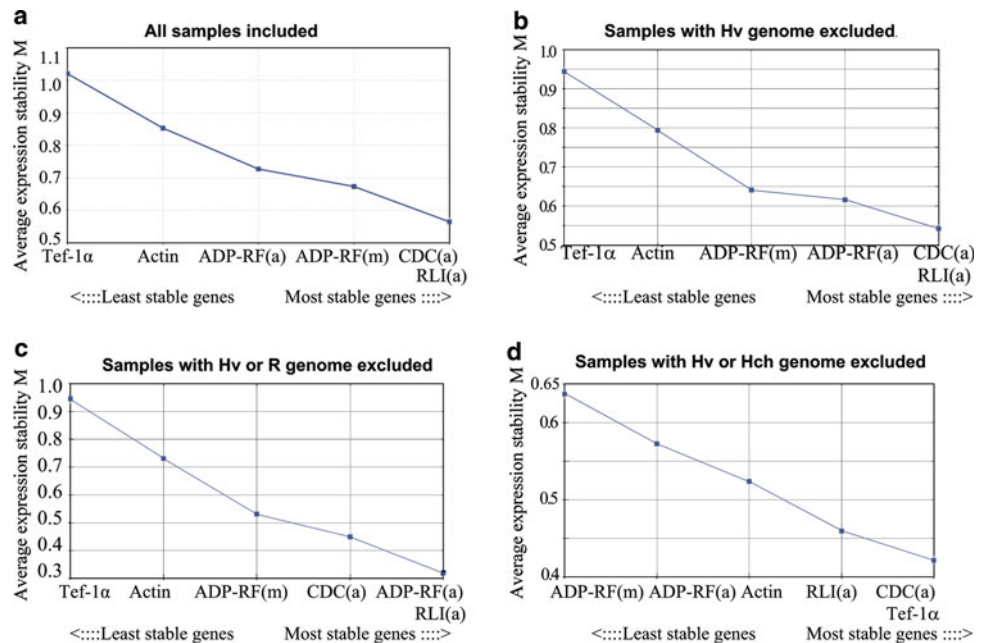 a
All samples included
Average expression stability M
1.1
1.0
0.9
0.8
0.7
0.6
0.5
Tef-1α Actin ADP-RF(a) ADP-RF(m) CDC(a)
RLI(a)
<::::Least stable genes Most stable genes ::::>
b
Samples with Hv genome excluded.
Average expression stability M
1.0
0.9
0.8
0.7
0.6
0.5
Tef-1α Actin ADP-RF(m) ADP-RF(a) CDC(a)
RLI(a)
<::::Least stable genes Most stable genes ::::>
c
Samples with Hv or R genome excluded
Average expression stability M
1.0
0.9
0.8
0.7
0.6
0.5
0.4
0.3
Tef-1α Actin ADP-RF(m) CDC(a) ADP-RF(a)
RLI(a)
<::::Least stable genes Most stable genes ::::>
d
Samples with Hv or Hch genome excluded
Average expression stability M
0.65
0.6
0.5
0.4
ADP-RF(m) ADP-RF(a) Actin RLI(a) CDC(a)
Tef-1α
<::::Least stable genes Most stable genes ::::>